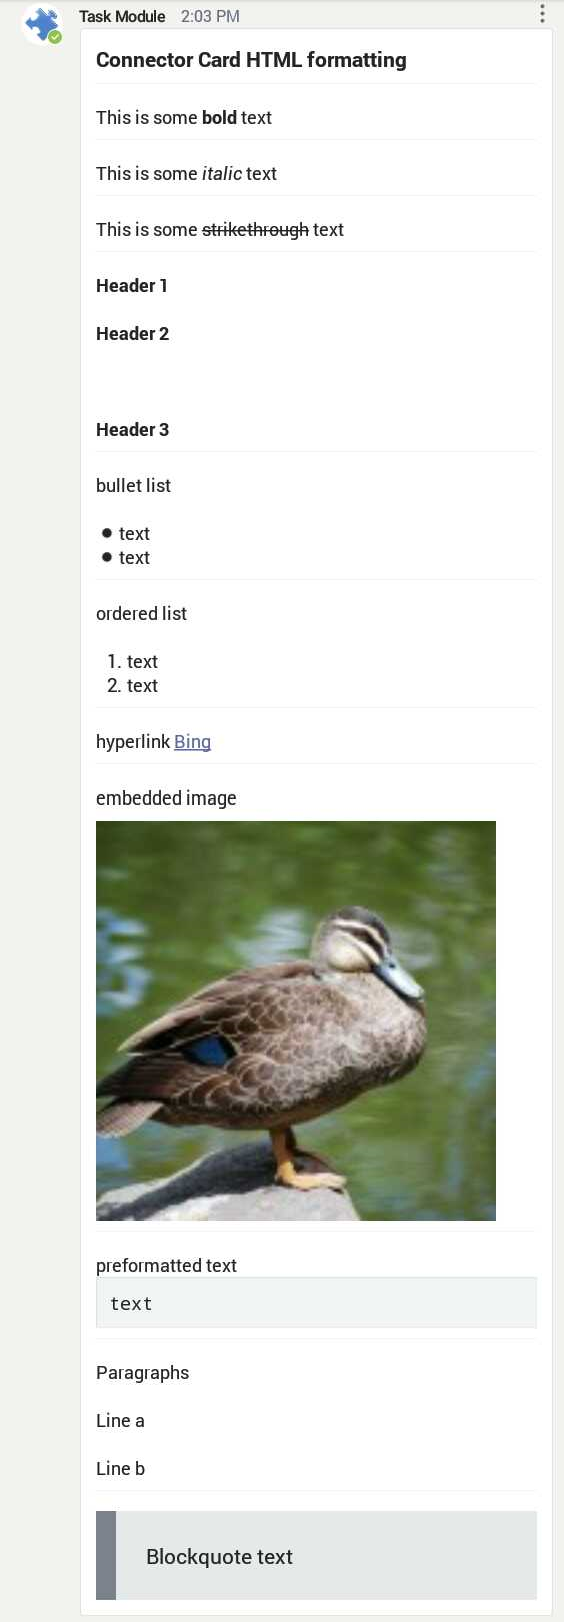 Task Module 2:03 PM
Connector Card HTML formatting
This is some bold text
This is some italic text
This is some strikethrough text
Header 1
Header 2
Header 3
bullet list
• text
• text
ordered list
1. text
2. text
hyperlink Bing
embedded image
preformatted text
text
Paragraphs
Line a
Line b
Blockquote text